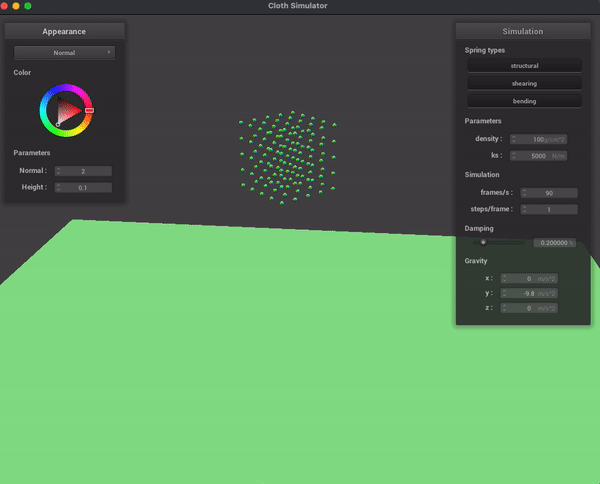 Cloth Simulator
Appearance
Normal
Color
Parameters
Normal : 2
Height : 0.1
Simulation
Spring types
structural
shearing
bending
Parameters
density : 100 g/cm^2
ks : 5000 N/m
Simulation
frames/s : 90
steps/frame : 1
Damping
0.200000 %
Gravity
x : 0 m/s^2
y : -9.8 m/s^2
z : 0 m/s^2